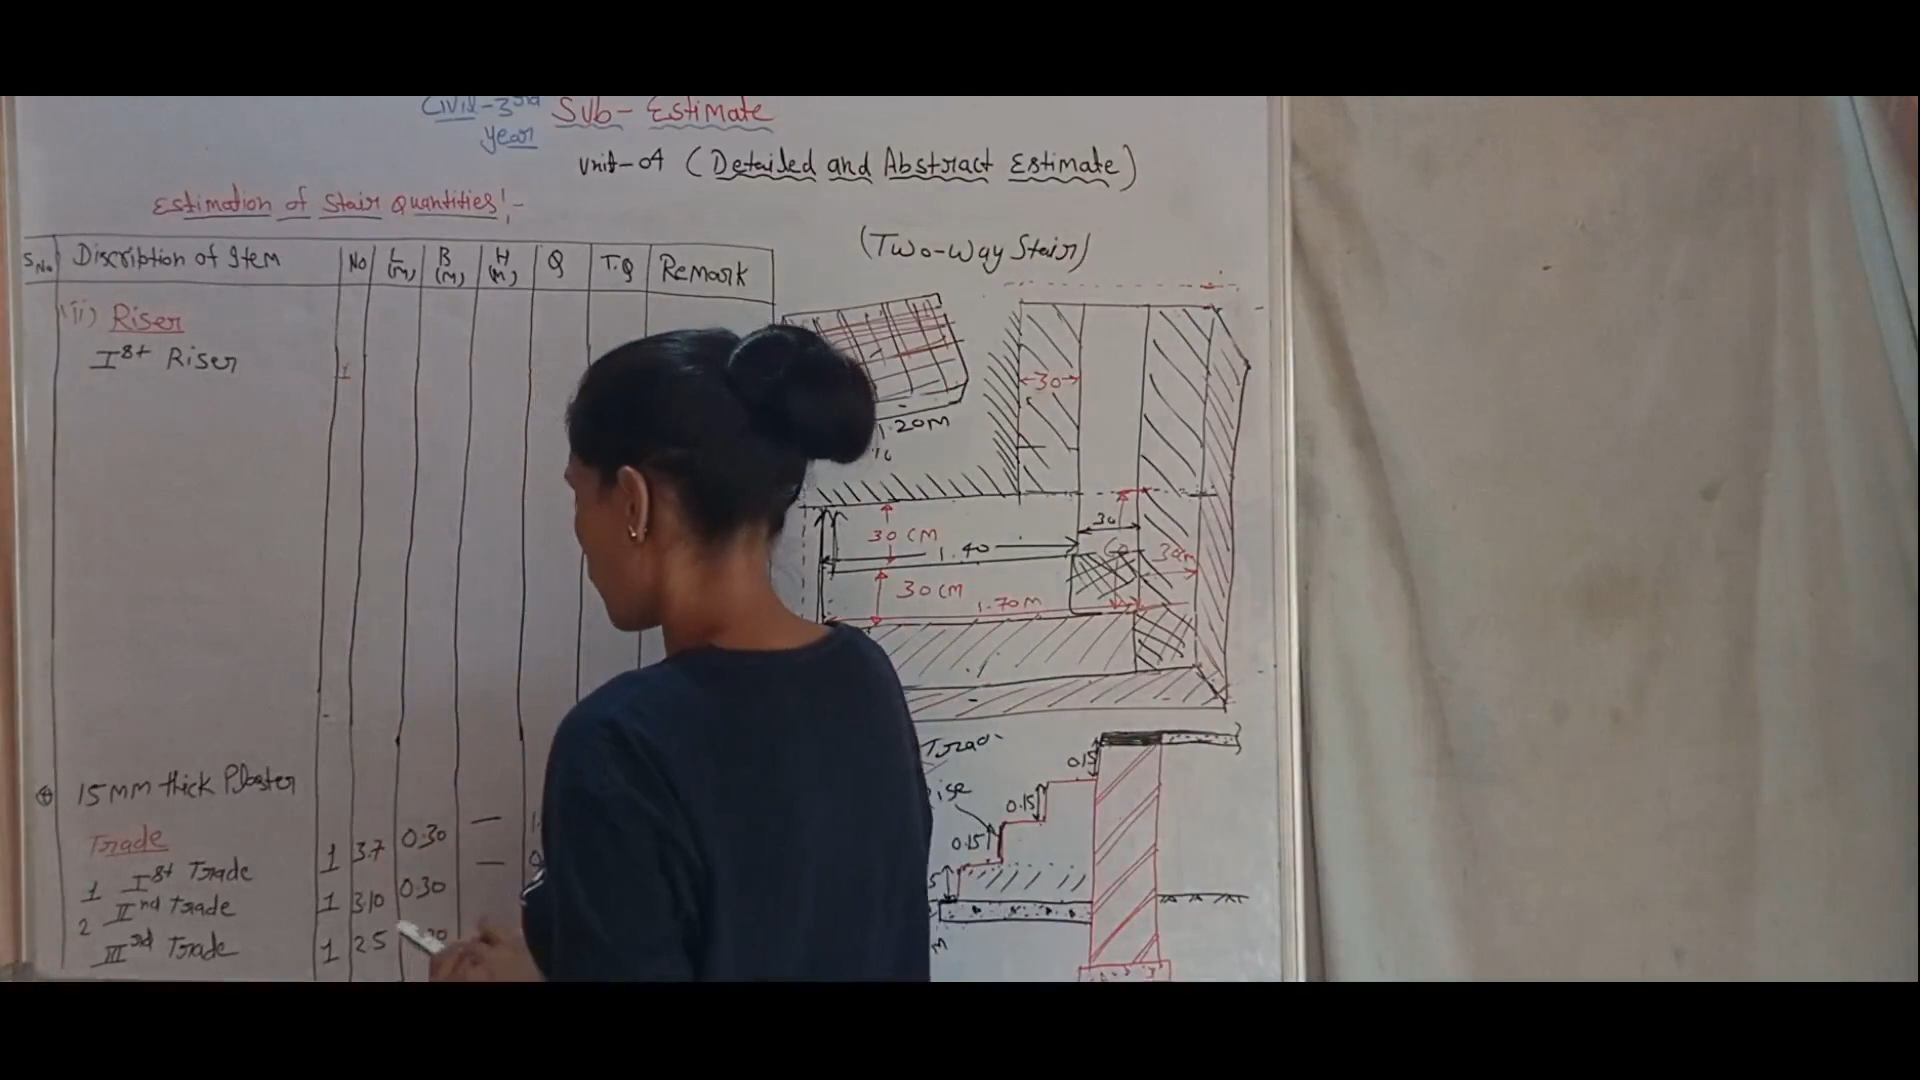 Civil-3rd year
Sub- Estimate
Unit-04 (Detailed and Abstract Estimate)
Estimation of Stair Quantities!-
S.No Discription of Item No L (m) B (M) H (M) Q T.Q Remark
(ii) Riser
Ist Riser 1
15MM thick Plaster
Trade
1 Ist Trade 1 3.7 0.30 —
2 IInd Trade 1 3.10 0.30 —
IIIrd Trade 1 2.5
(Two-Way Stair)
1.20M
30
30 CM
1.40
30
30 CM
1.70M
60
0.15
0.15
0.15